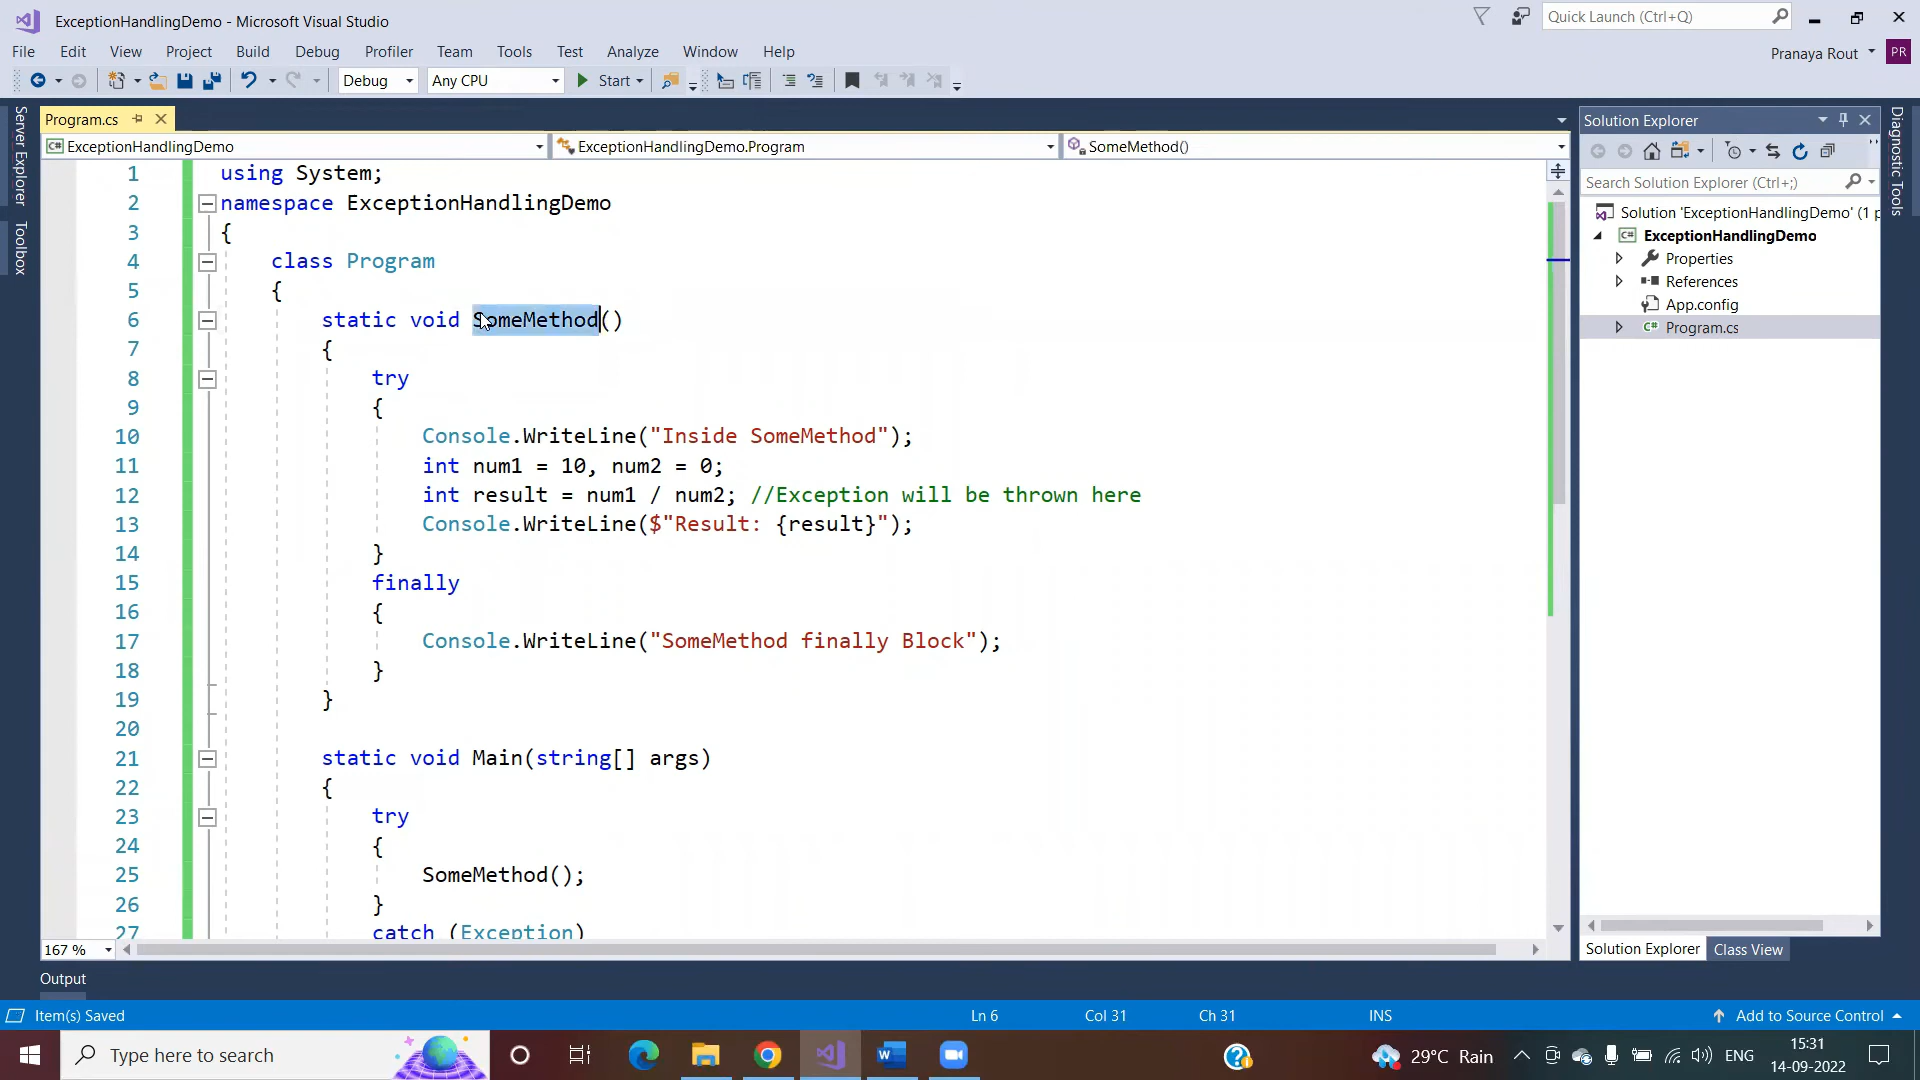 ExceptionHandlingDemo - Microsoft Visual Studio
Quick Launch (Ctrl+Q)
File Edit View Project Build Debug Profiler Team Tools Test Analyze Window Help
Pranaya Rout PR
Debug Any CPU Start
Server Explorer
Toolbox
Program.cs
ExceptionHandlingDemo
ExceptionHandlingDemo.Program
SomeMethod()
1 using System;
2 namespace ExceptionHandlingDemo
3 {
4 class Program
5 {
6 static void SomeMethod()
7 {
8 try
9 {
10 Console.WriteLine("Inside SomeMethod");
11 int num1 = 10, num2 = 0;
12 int result = num1 / num2; //Exception will be thrown here
13 Console.WriteLine($"Result: {result}");
14 }
15 finally
16 {
17 Console.WriteLine("SomeMethod finally Block");
18 }
19 }
20
21 static void Main(string[] args)
22 {
23 try
24 {
25 SomeMethod();
26 }
27 catch (Exception)
167 %
Solution Explorer
Search Solution Explorer (Ctrl+;)
Solution 'ExceptionHandlingDemo' (1 p
ExceptionHandlingDemo
Properties
References
App.config
Program.cs
Solution Explorer Class View
Diagnostic Tools
Output
Item(s) Saved Ln 6 Col 31 Ch 31 INS Add to Source Control
Type here to search
29°C Rain
ENG
15:31
14-09-2022